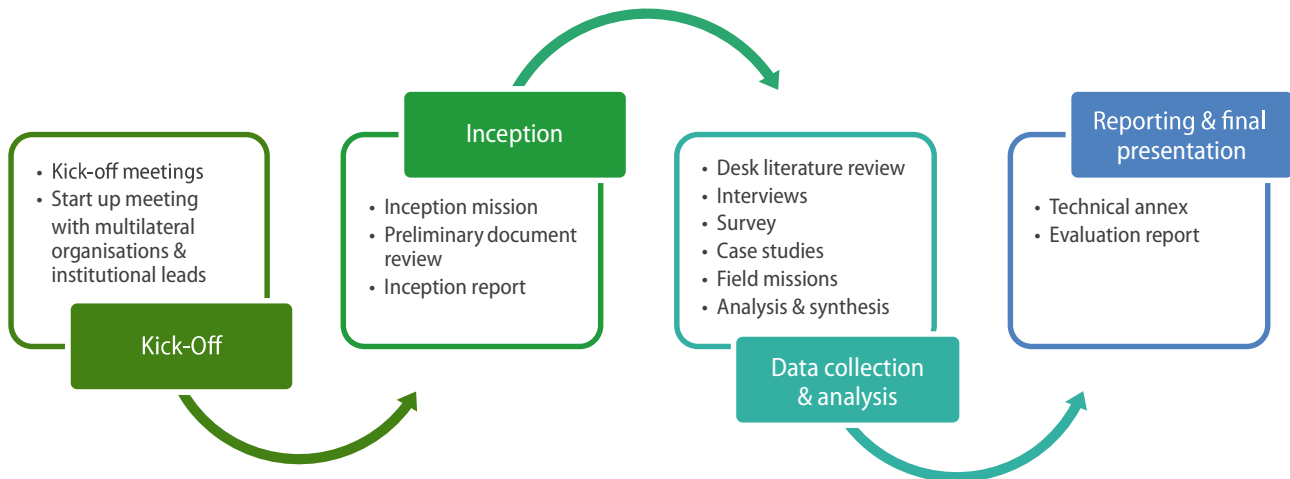 • Kick-off meetings
• Start up meeting
with multilateral
organisations &
institutional leads
Kick-Off
Inception
• Inception mission
• Preliminary document
review
• Inception report
• Desk literature review
• Interviews
• Survey
• Case studies
• Field missions
• Analysis & synthesis
Data collection
& analysis
Reporting & final
presentation
• Technical annex
• Evaluation report